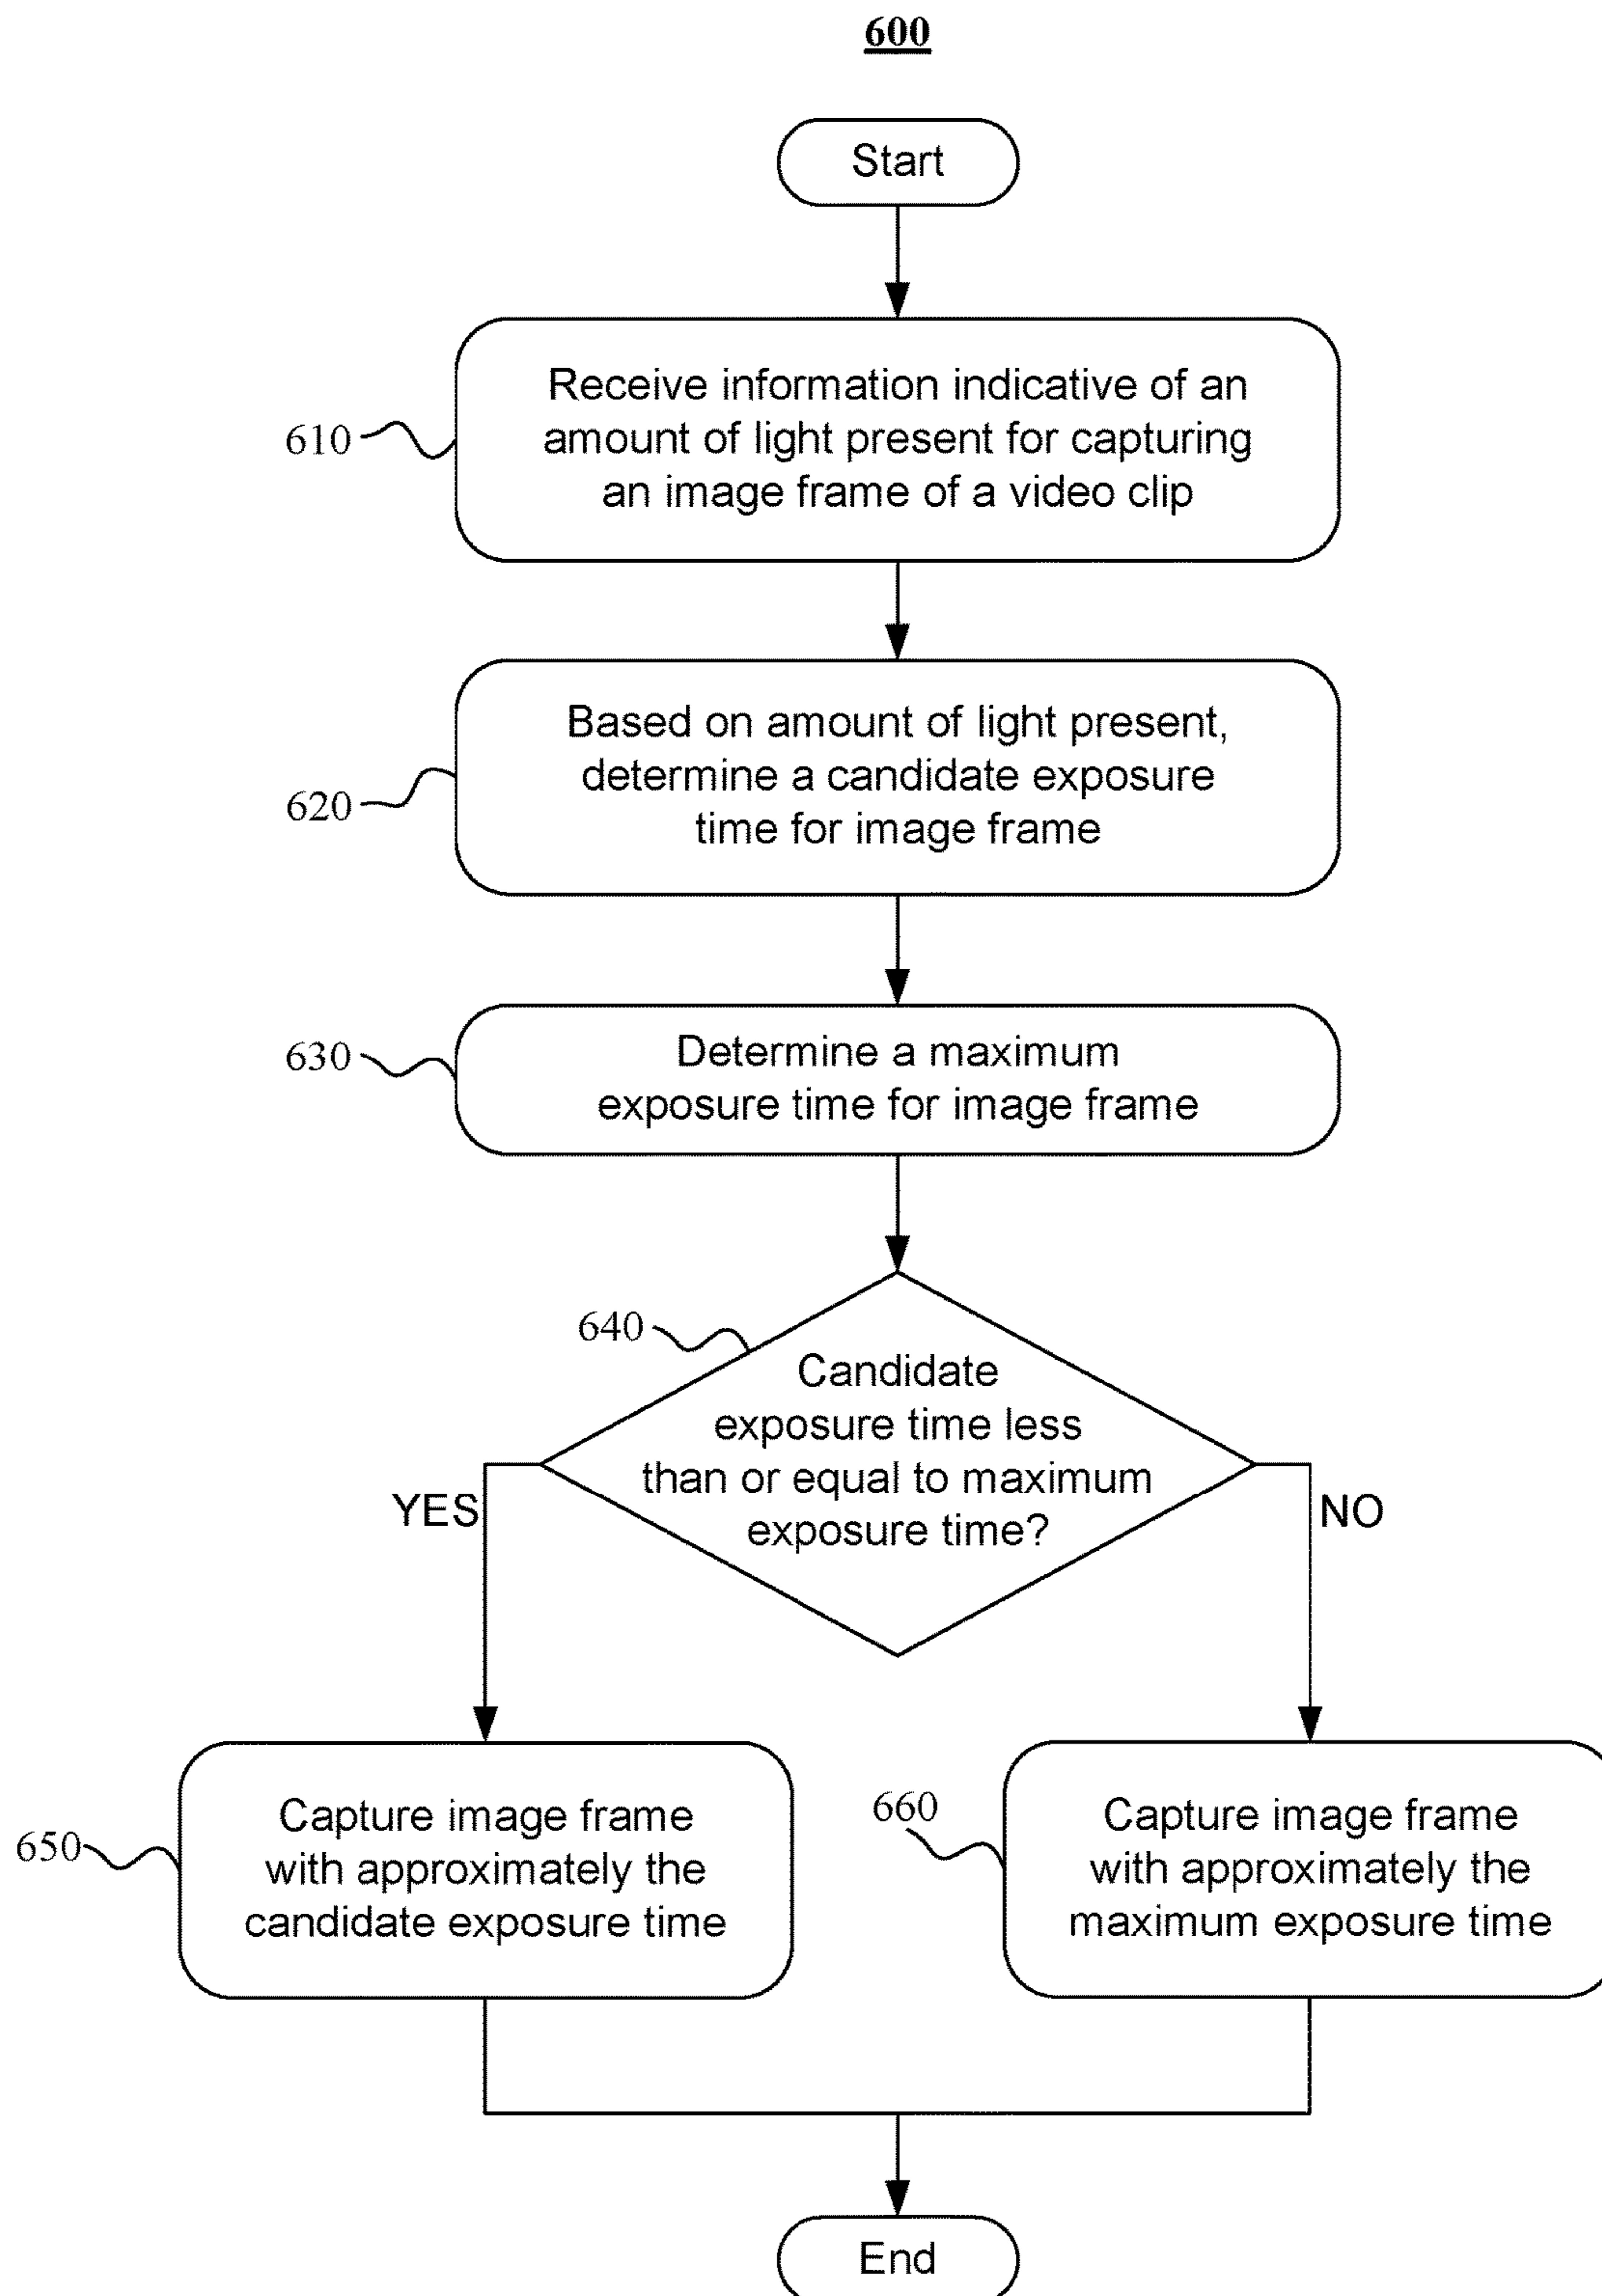 600
Start
610
Receive information indicative of an
amount of light present for capturing
an image frame of a video clip
620
Based on amount of light present,
determine a candidate exposure
time for image frame
630
Determine a maximum
exposure time for image frame
640
Candidate
exposure time less
than or equal to maximum
exposure time?
YES
NO
650
Capture image frame
with approximately the
candidate exposure time
660
Capture image frame
with approximately the
maximum exposure time
End